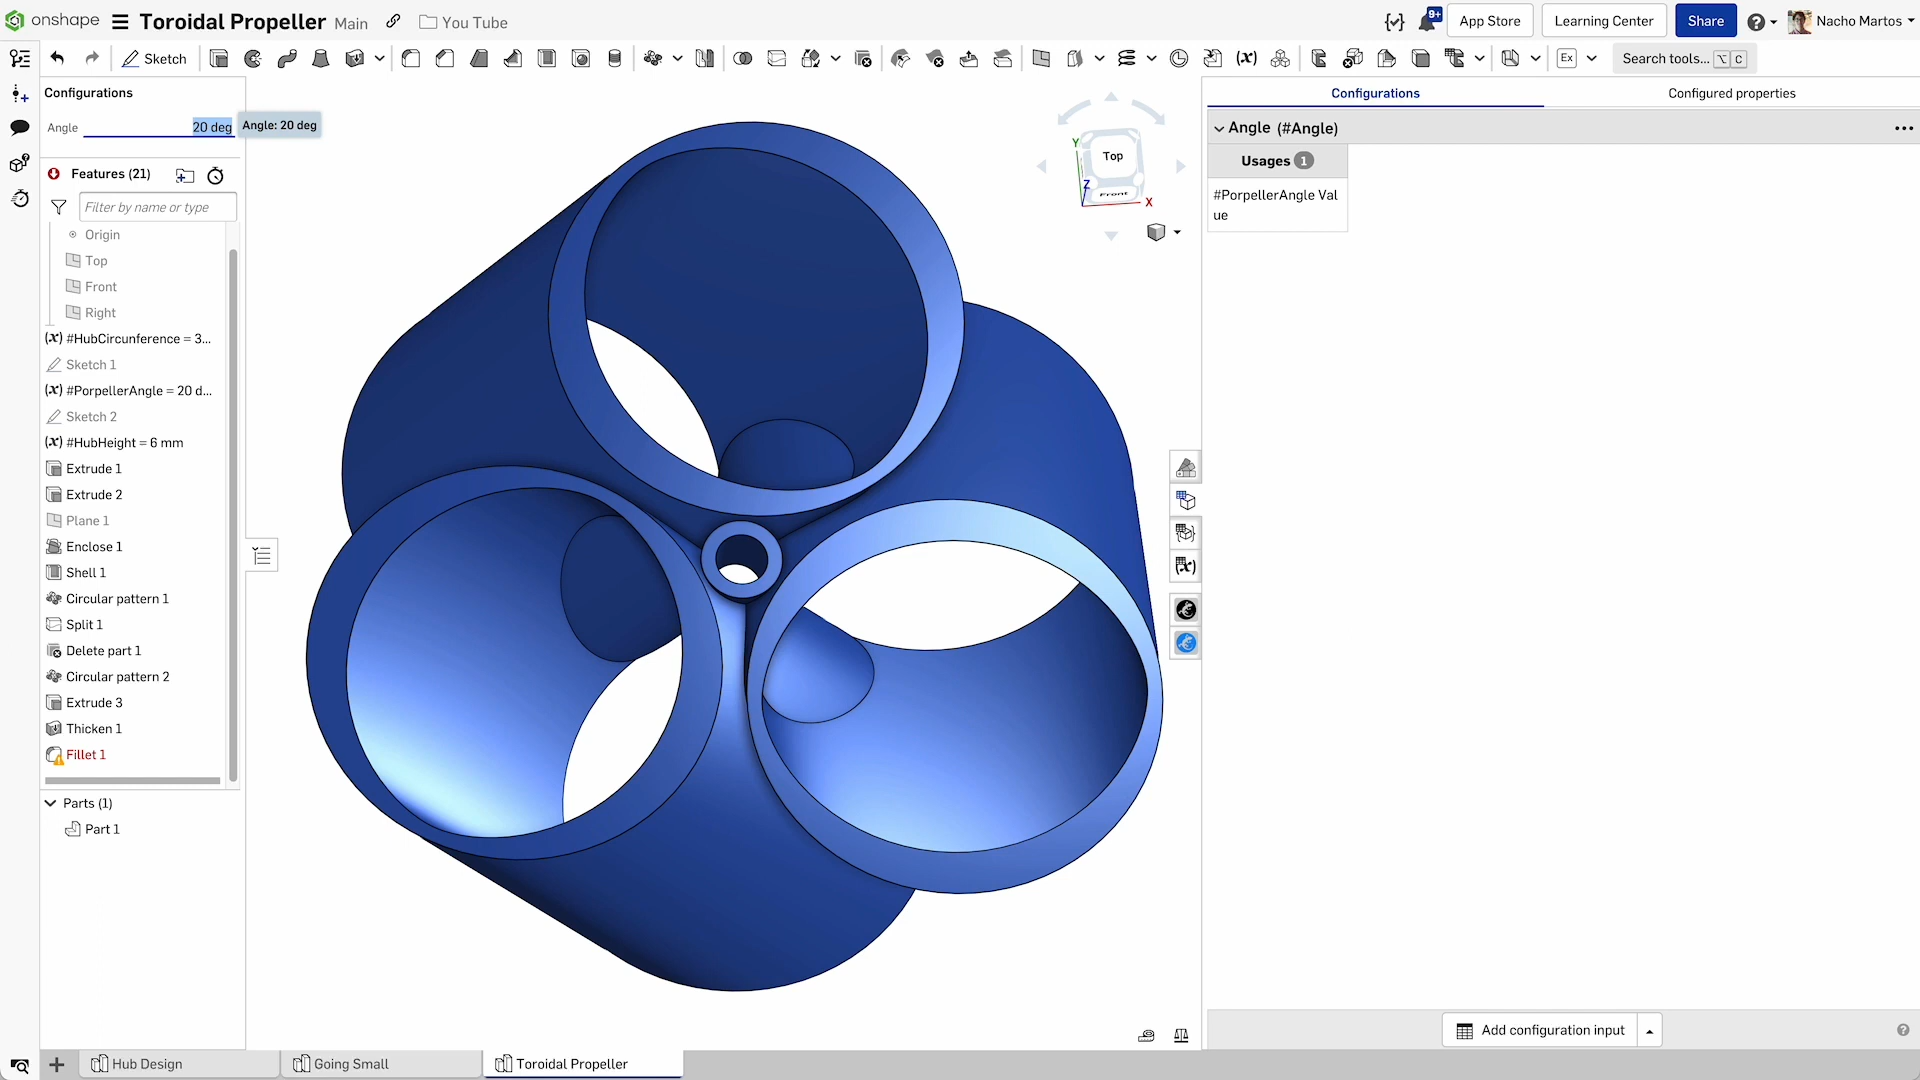 onshape Toroidal Propeller Main You Tube 9+ App Store Learning Center Share Nacho Martos
Sketch Ex Search tools... ⌥ C
Configurations
Angle 20 deg Angle: 20 deg
Features (21)
Filter by name or type
Origin
Top
Front
Right
(x) #HubCircunference = 3...
Sketch 1
(x) #PorpellerAngle = 20 d...
Sketch 2
(x) #HubHeight = 6 mm
Extrude 1
Extrude 2
Plane 1
Enclose 1
Shell 1
Circular pattern 1
Split 1
Delete part 1
Circular pattern 2
Extrude 3
Thicken 1
Fillet 1
Parts (1)
Part 1
Top
Front
X
Y
Z
Configurations Configured properties
Angle (#Angle)
Usages 1
#PorpellerAngle Val
ue
Add configuration input
Hub Design Going Small Toroidal Propeller